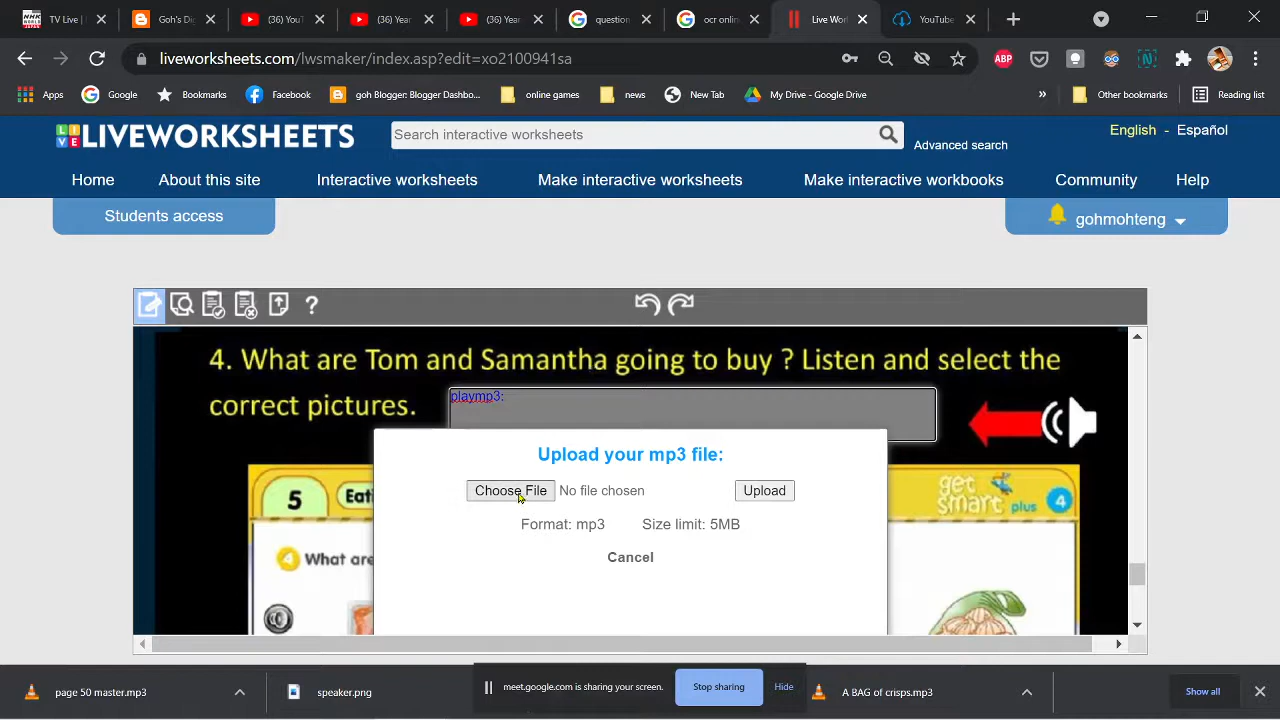 TV Live |
Goh's Digi
(36) YouT
(36) Year
(36) Year
question
ocr onlin
Live Worl
YouTube
liveworksheets.com/lwsmaker/index.asp?edit=xo2100941sa
ABP
Apps
Google
Bookmarks
Facebook
goh Blogger: Blogger Dashbo...
online games
news
New Tab
My Drive - Google Drive
»
Other bookmarks
Reading list
LIVE LIVEWORKSHEETS
Search interactive worksheets
Advanced search
English - Español
Home
About this site
Interactive worksheets
Make interactive worksheets
Make interactive workbooks
Community
Help
Students access
gohmohteng
?
4. What are Tom and Samantha going to buy ? Listen and select the
correct pictures.
playmp3:
Upload your mp3 file:
Choose File No file chosen
Upload
Format: mp3 Size limit: 5MB
Cancel
5 Eati
get smart plus 4
4 What are
page 50 master.mp3
speaker.png
meet.google.com is sharing your screen.
Stop sharing
Hide
A BAG of crisps.mp3
Show all